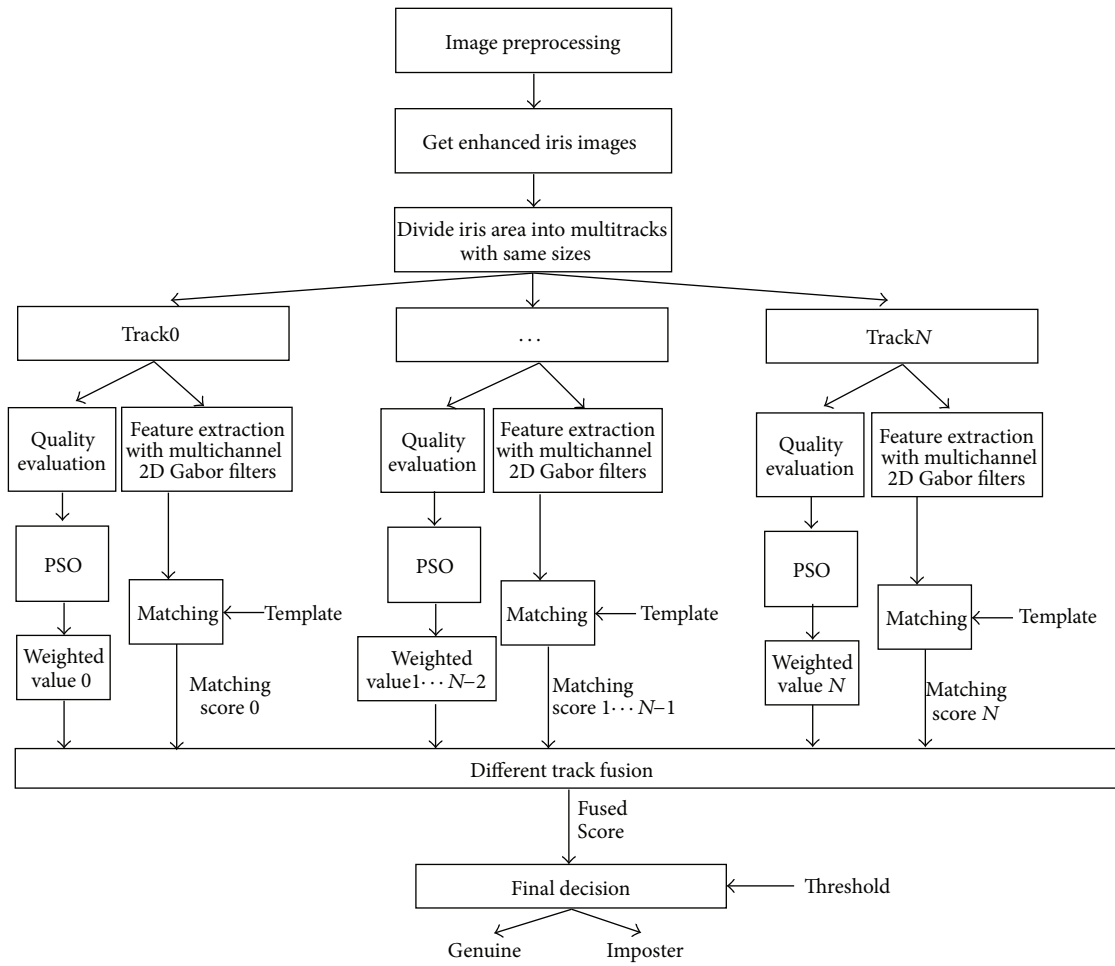 Image preprocessing
Get enhanced iris images
Divide iris area into multitracks
with same sizes
Track0
...
TrackN
Quality
evaluation
Feature extraction
with multichannel
2D Gabor filters
Quality
evaluation
Feature extraction
with multichannel
2D Gabor filters
Quality
evaluation
Feature extraction
with multichannel
2D Gabor filters
PSO
PSO
PSO
Matching
Template
Matching
Template
Matching
Template
Weighted
value 0
Matching
score 0
Weighted
value1⋯N–2
Matching
score 1⋯N–1
Weighted
value N
Matching
score N
Different track fusion
Fused
Score
Final decision
Threshold
Genuine
Imposter